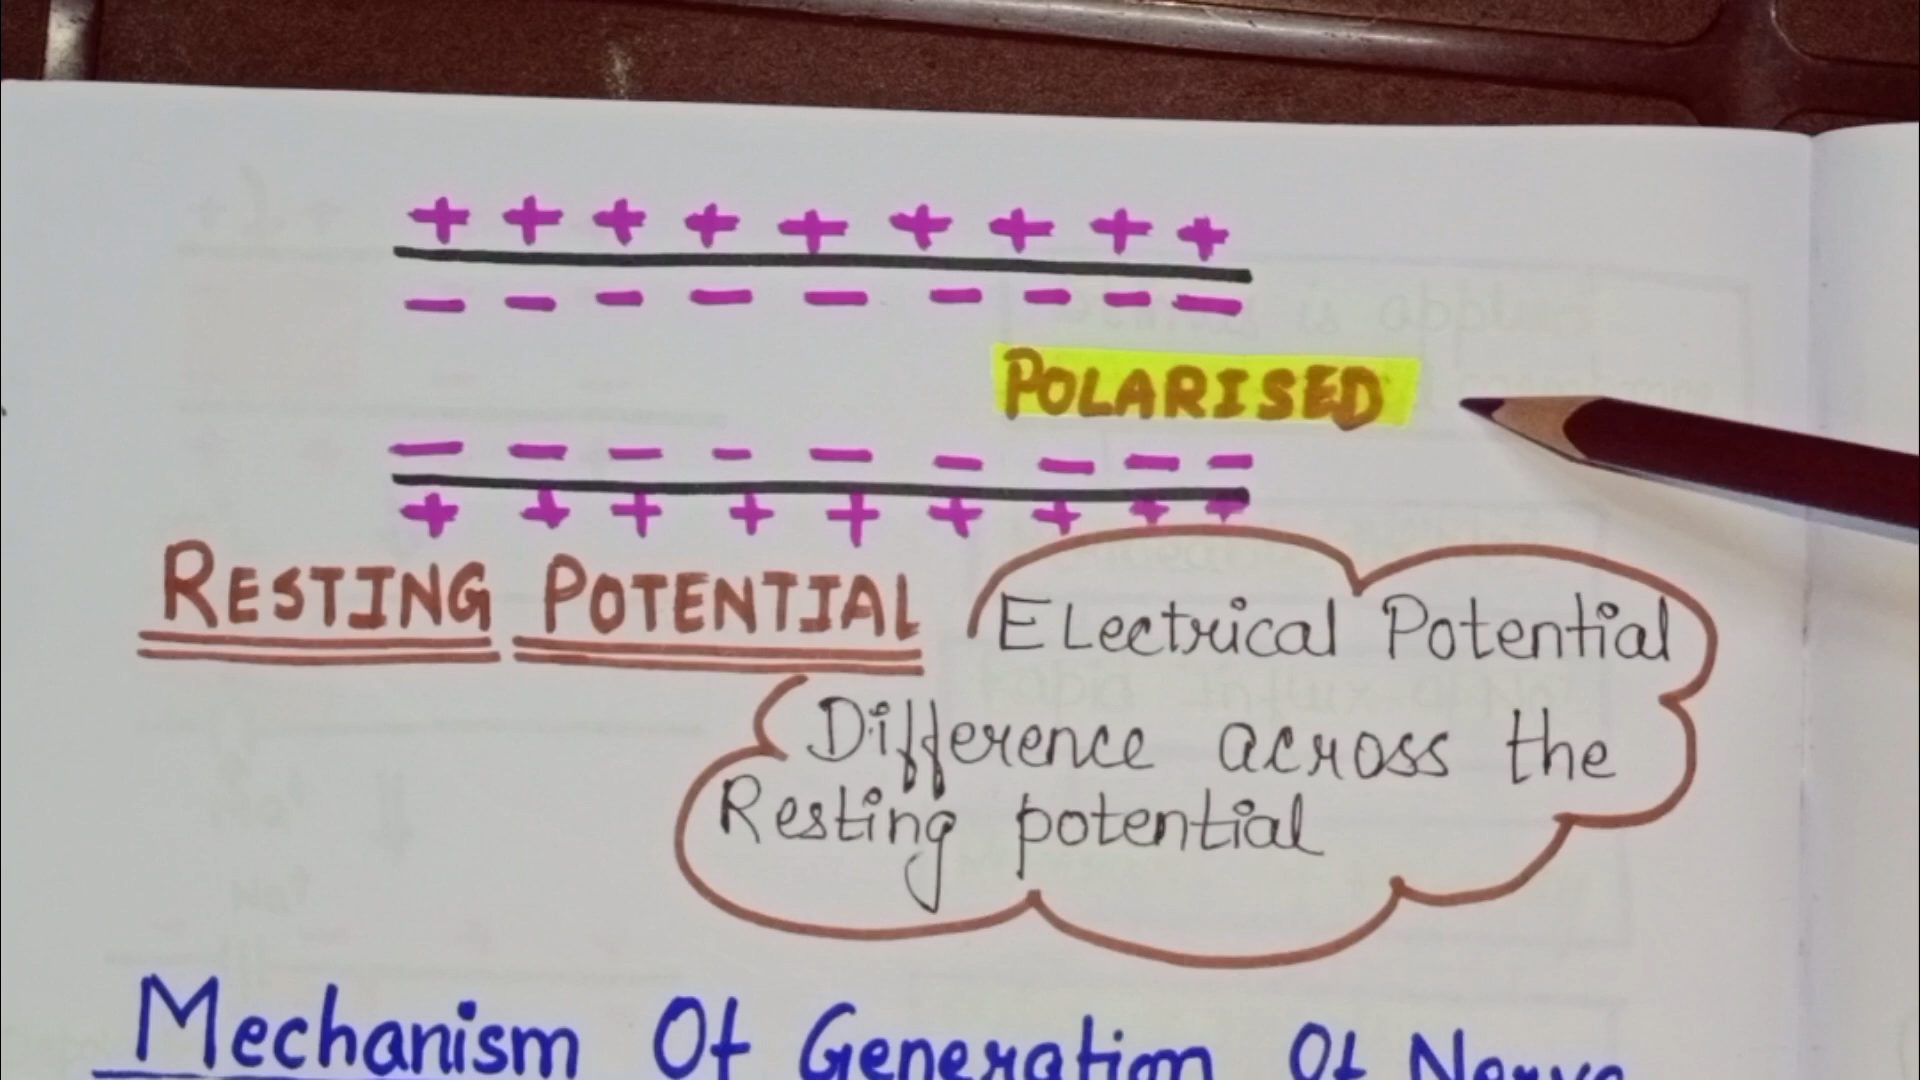 + + + + + + + + +
− − − − − − − − −
POLARISED
− − − − − − − − −
+ + + + + + + + +
RESTING POTENTIAL
ELectrical Potential
Difference across the
Resting potential
Mechanism Of Generation Of Nerve